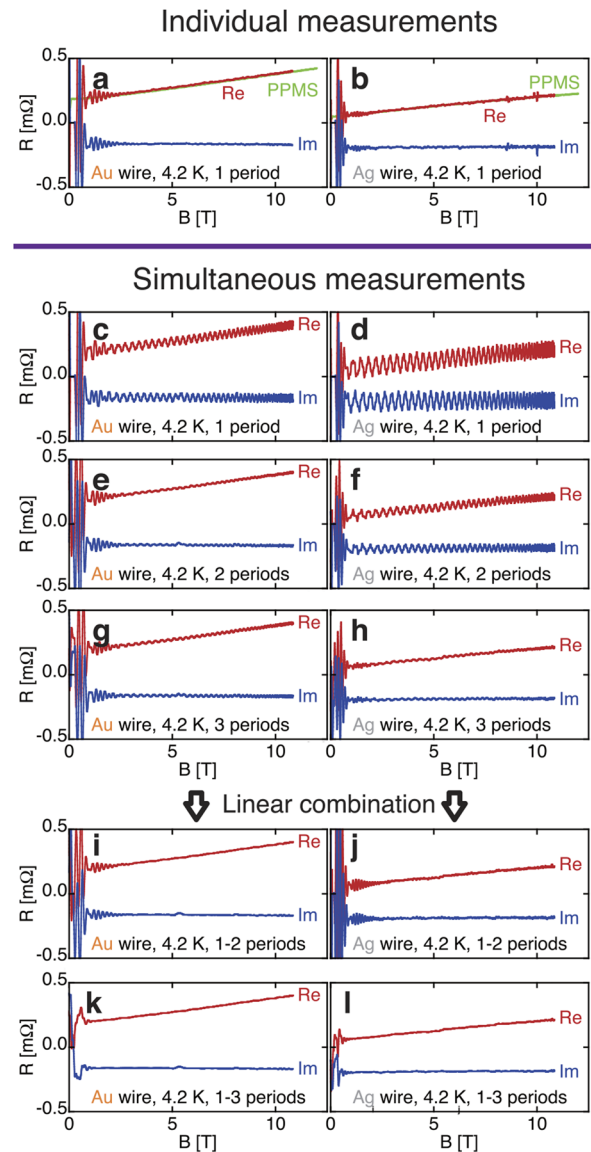 Individual measurements
0.5
0.0
-0.5
R [mΩ]
a
PPMS
Re
Im
Au wire, 4.2 K, 1 period
0 5 10
B [T]
b
PPMS
Re
Im
Ag wire, 4.2 K, 1 period
0 5 10
B [T]
Simultaneous measurements
0.5
0.0
-0.5
R [mΩ]
c
Re
Im
Au wire, 4.2 K, 1 period
d
Re
Im
Ag wire, 4.2 K, 1 period
0.5
0.0
-0.5
R [mΩ]
e
Re
Im
Au wire, 4.2 K, 2 periods
f
Re
Im
Ag wire, 4.2 K, 2 periods
0.5
0.0
-0.5
R [mΩ]
g
Re
Im
Au wire, 4.2 K, 3 periods
0 5 10
B [T]
h
Re
Im
Ag wire, 4.2 K, 3 periods
0 5 10
B [T]
Linear combination
0.5
0.0
-0.5
R [mΩ]
i
Re
Im
Au wire, 4.2 K, 1-2 periods
j
Re
Im
Ag wire, 4.2 K, 1-2 periods
0.5
0.0
-0.5
R [mΩ]
k
Re
Im
Au wire, 4.2 K, 1-3 periods
0 5 10
B [T]
l
Re
Im
Ag wire, 4.2 K, 1-3 periods
0 5 10
B [T]